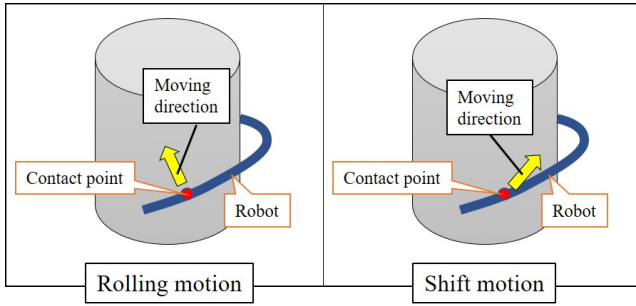 Moving
direction
Contact point
Robot
Rolling motion
Moving
direction
Contact point
Robot
Shift motion